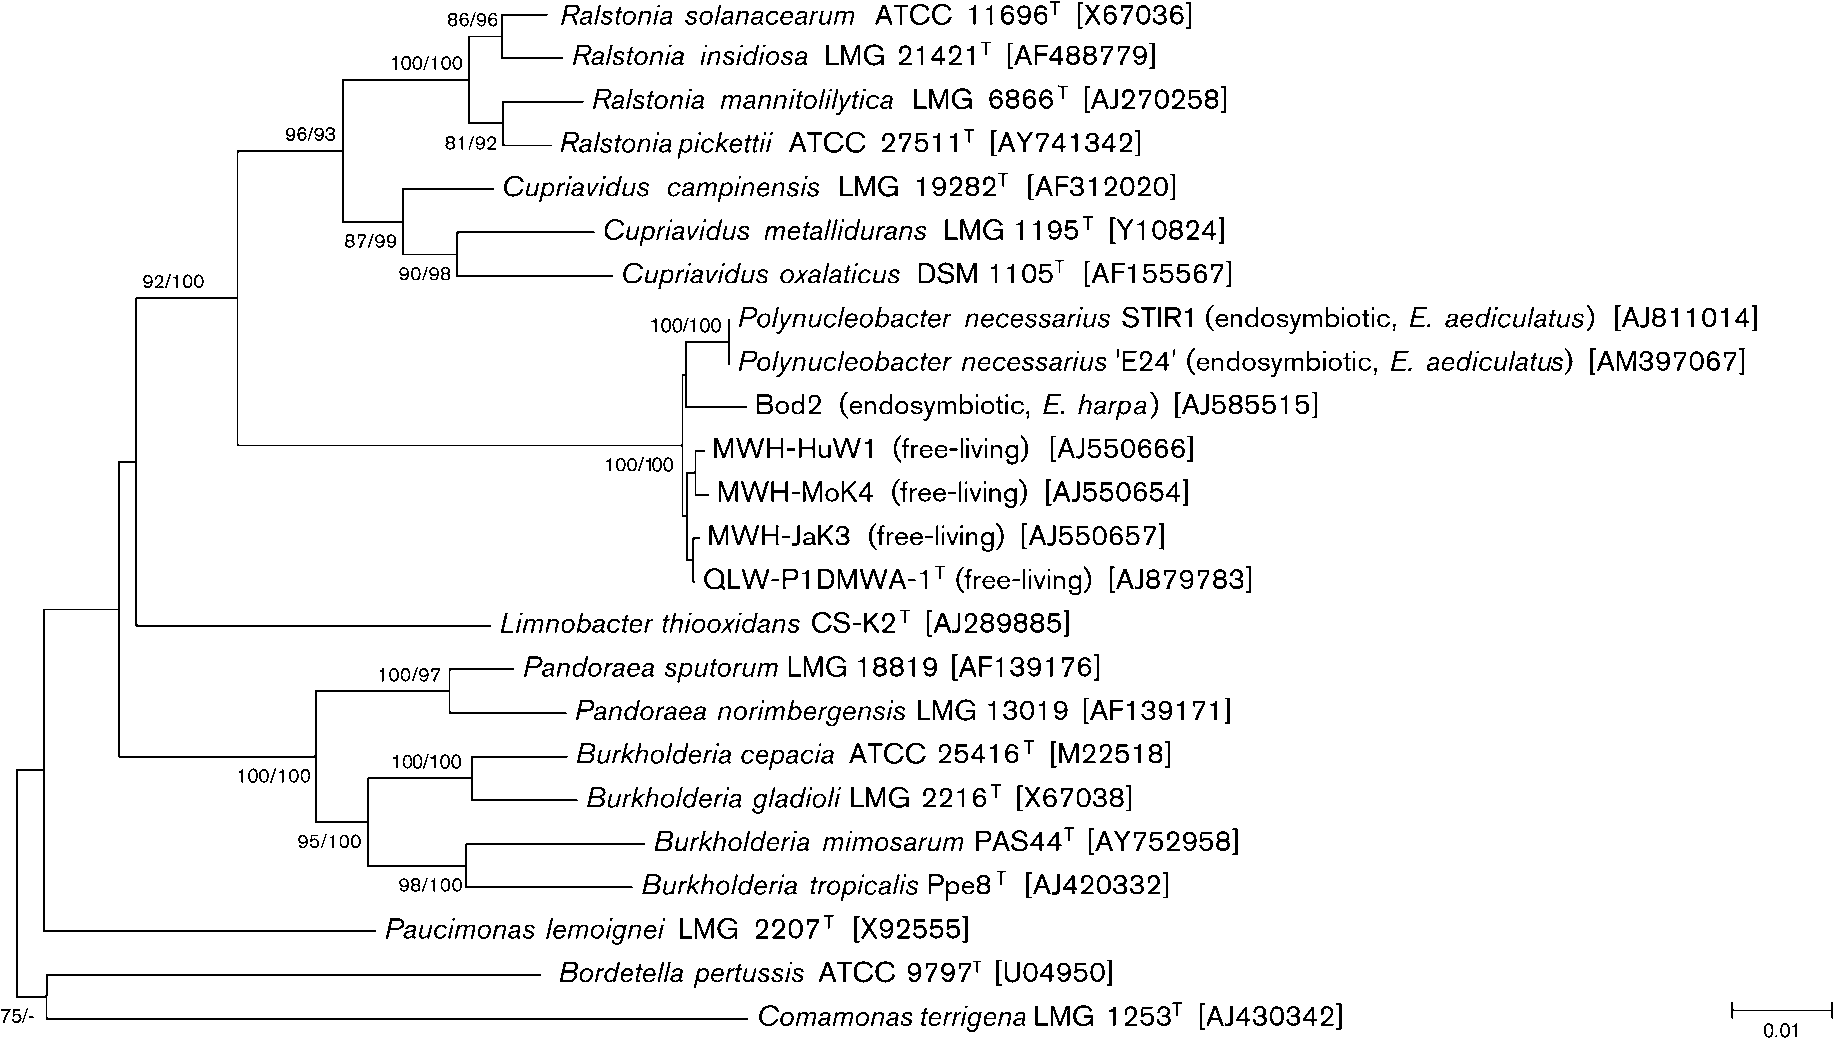 86/96
Ralstonia solanacearum ATCC 11696T [X67036]
Ralstonia insidiosa LMG 21421T [AF488779]
100/100
Ralstonia mannitolilytica LMG 6866T [AJ270258]
96/93
81/92
Ralstonia pickettii ATCC 27511T [AY741342]
Cupriavidus campinensis LMG 19282T [AF312020]
87/99
Cupriavidus metallidurans LMG 1195T [Y10824]
90/98
Cupriavidus oxalaticus DSM 1105T [AF155567]
92/100
100/100
Polynucleobacter necessarius STIR1 (endosymbiotic, E. aediculatus) [AJ811014]
Polynucleobacter necessarius 'E24' (endosymbiotic, E. aediculatus) [AM397067]
Bod2 (endosymbiotic, E. harpa) [AJ585515]
MWH-HuW1 (free-living) [AJ550666]
100/100
MWH-MoK4 (free-living) [AJ550654]
MWH-JaK3 (free-living) [AJ550657]
QLW-P1DMWA-1T (free-living) [AJ879783]
Limnobacter thiooxidans CS-K2T [AJ289885]
100/97
Pandoraea sputorum LMG 18819 [AF139176]
Pandoraea norimbergensis LMG 13019 [AF139171]
100/100
Burkholderia cepacia ATCC 25416T [M22518]
100/100
Burkholderia gladioli LMG 2216T [X67038]
95/100
Burkholderia mimosarum PAS44T [AY752958]
98/100
Burkholderia tropicalis Ppe8T [AJ420332]
Paucimonas lemoignei LMG 2207T [X92555]
Bordetella pertussis ATCC 9797T [U04950]
75/-
Comamonas terrigena LMG 1253T [AJ430342]
0.01